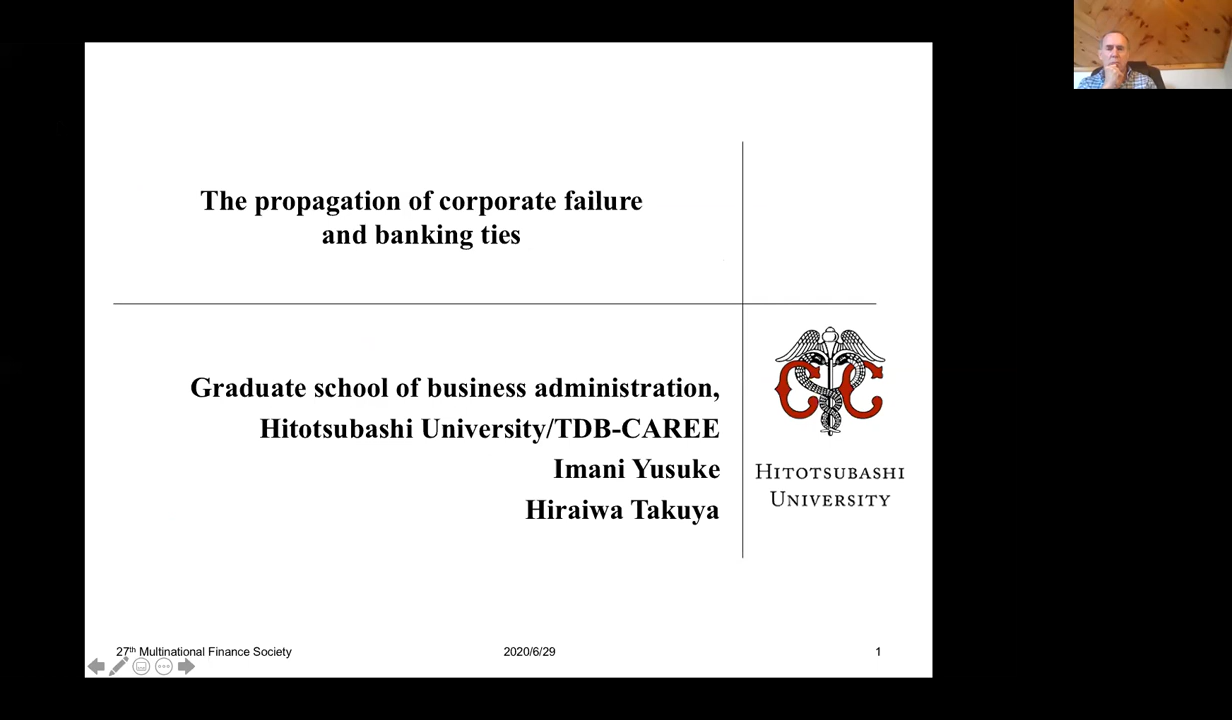 The propagation of corporate failure
and banking ties
Graduate school of business administration,
Hitotsubashi University/TDB-CAREE
Imani Yusuke
Hiraiwa Takuya
CC
HITOTSUBASHI
UNIVERSITY
27th Multinational Finance Society
2020/6/29
1